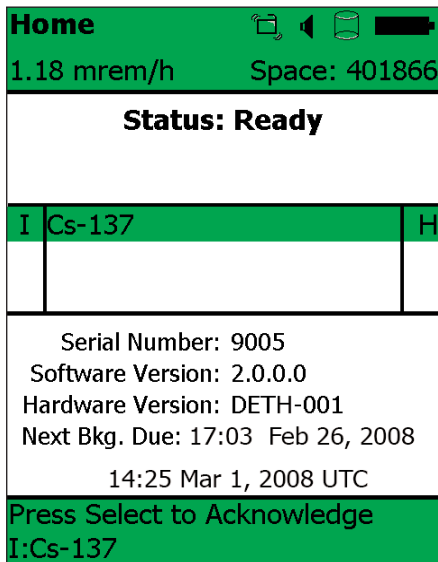 Home
1.18 mrem/h Space: 401866
Status: Ready
I Cs-137 H
Serial Number: 9005
Software Version: 2.0.0.0
Hardware Version: DETH-001
Next Bkg. Due: 17:03 Feb 26, 2008
14:25 Mar 1, 2008 UTC
Press Select to Acknowledge
I:Cs-137